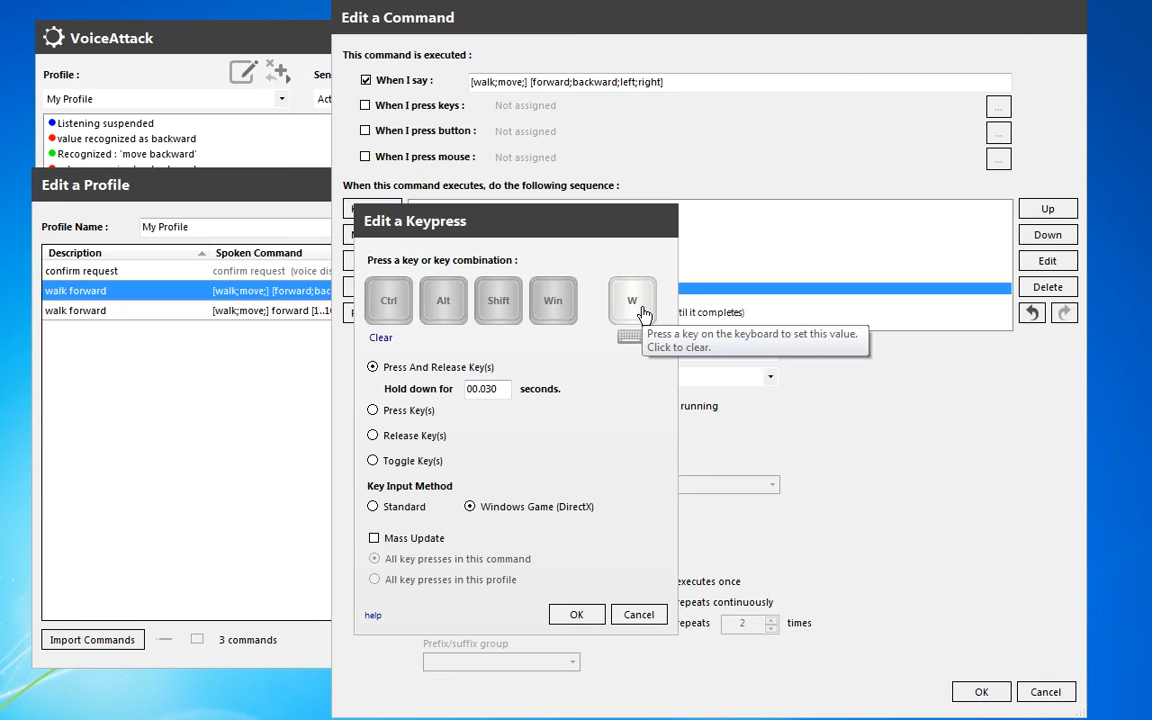 VoiceAttack
Profile :
Sen
My Profile
Act
Listening suspended
value recognized as backward
Recognized : 'move backward'
Edit a Profile
Profile Name :
My Profile
Description
Spoken Command
confirm request
confirm request (voice dis
walk forward
[walk;move;] [forward;bac
walk forward
[walk;move;] forward [1..10
Import Commands
3 commands
Edit a Command
This command is executed :
When I say :
[walk;move;] [forward;backward;left;right]
When I press keys :
Not assigned
...
When I press button :
Not assigned
...
When I press mouse :
Not assigned
...
When this command executes, do the following sequence :
Up
Down
Edit
Delete
til it completes)
running
executes once
repeats continuously
repeats
2
times
Prefix/suffix group
OK
Cancel
Edit a Keypress
Press a key or key combination :
Ctrl
Alt
Shift
Win
W
Press a key on the keyboard to set this value.
Click to clear.
Clear
Press And Release Key(s)
Hold down for
00.030
seconds.
Press Key(s)
Release Key(s)
Toggle Key(s)
Key Input Method
Standard
Windows Game (DirectX)
Mass Update
All key presses in this command
All key presses in this profile
help
OK
Cancel